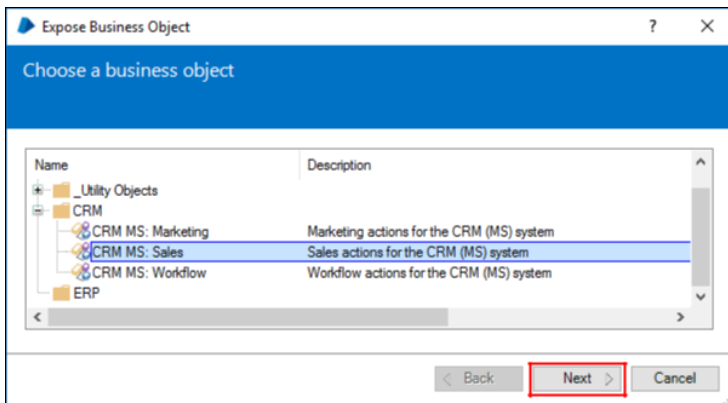 Expose Business Object ?
Choose a business object
Name Description
_Utility Objects
CRM
CRM MS: Marketing Marketing actions for the CRM (MS) system
CRM MS: Sales Sales actions for the CRM (MS) system
CRM MS: Workflow Workflow actions for the CRM (MS) system
ERP
< Back Next > Cancel